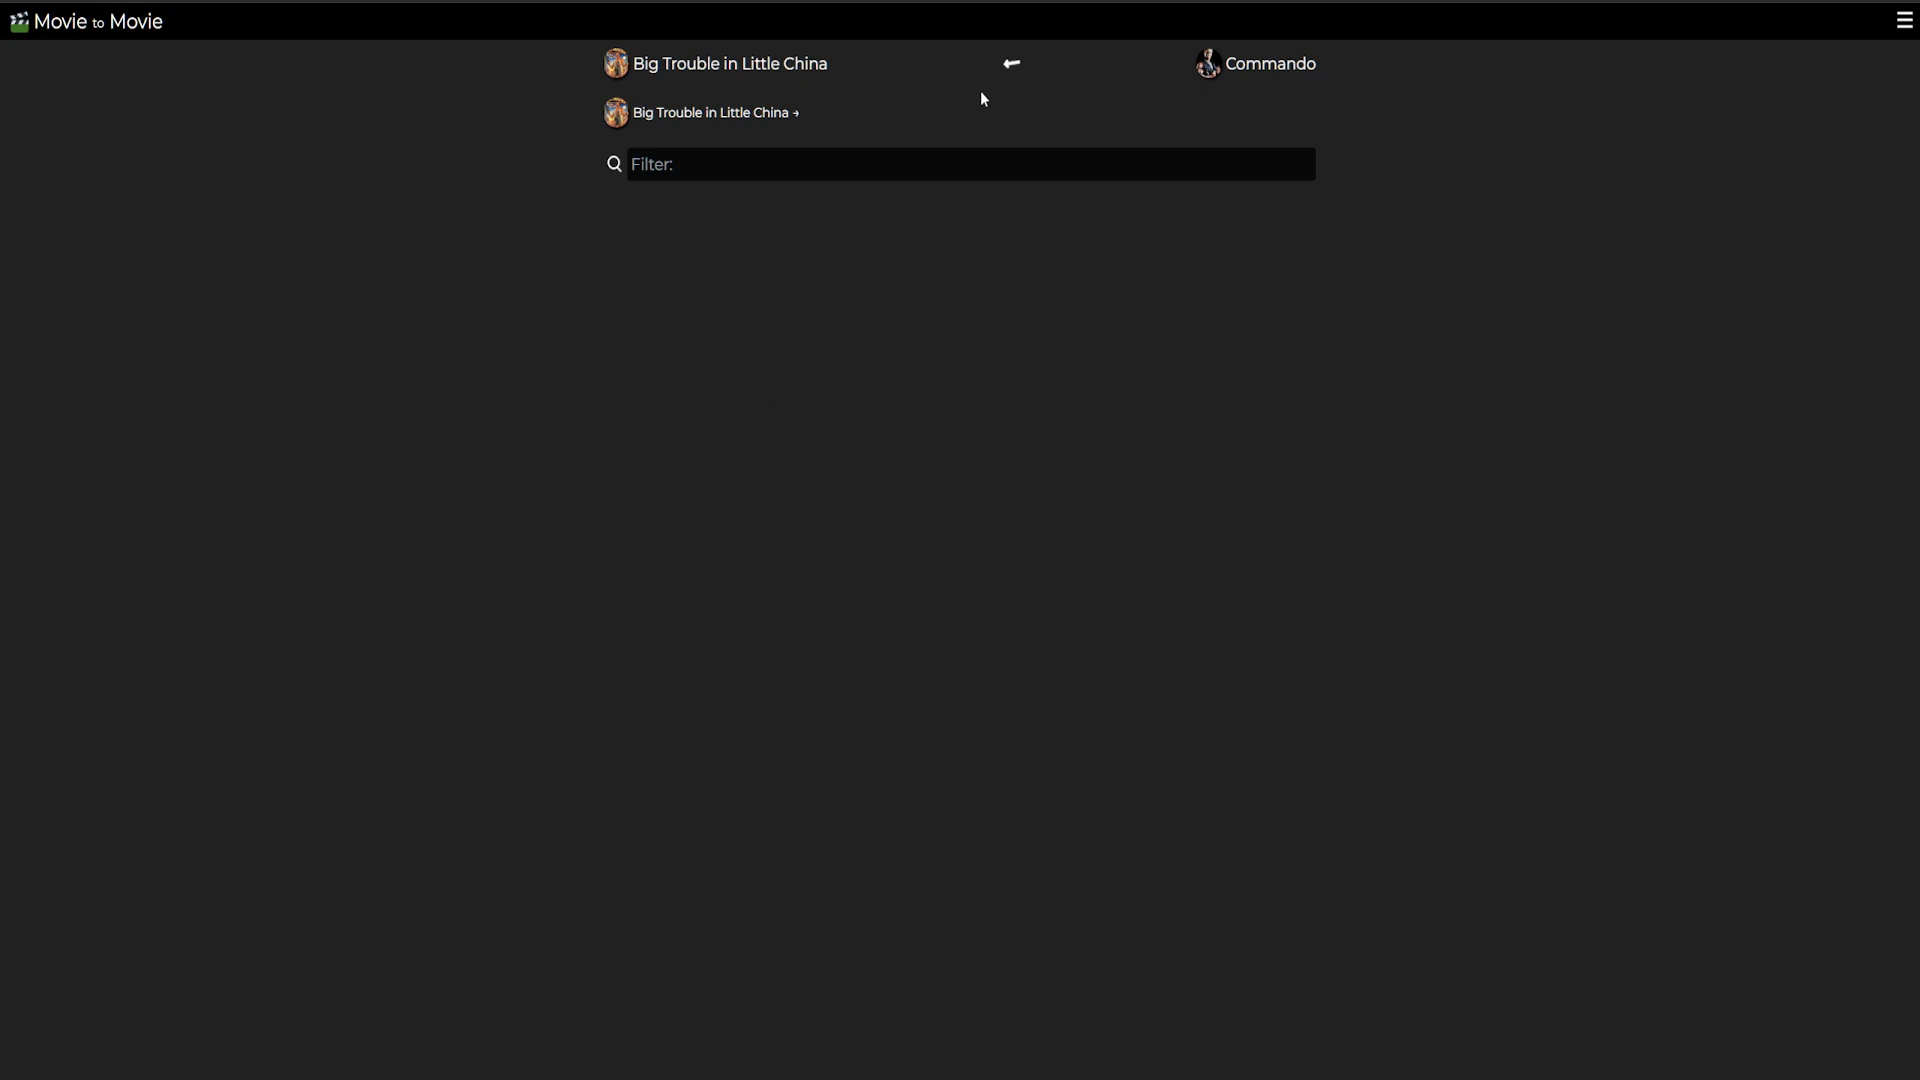 Movie to Movie
Big Trouble in Little China
Commando
Big Trouble in Little China →
Filter: